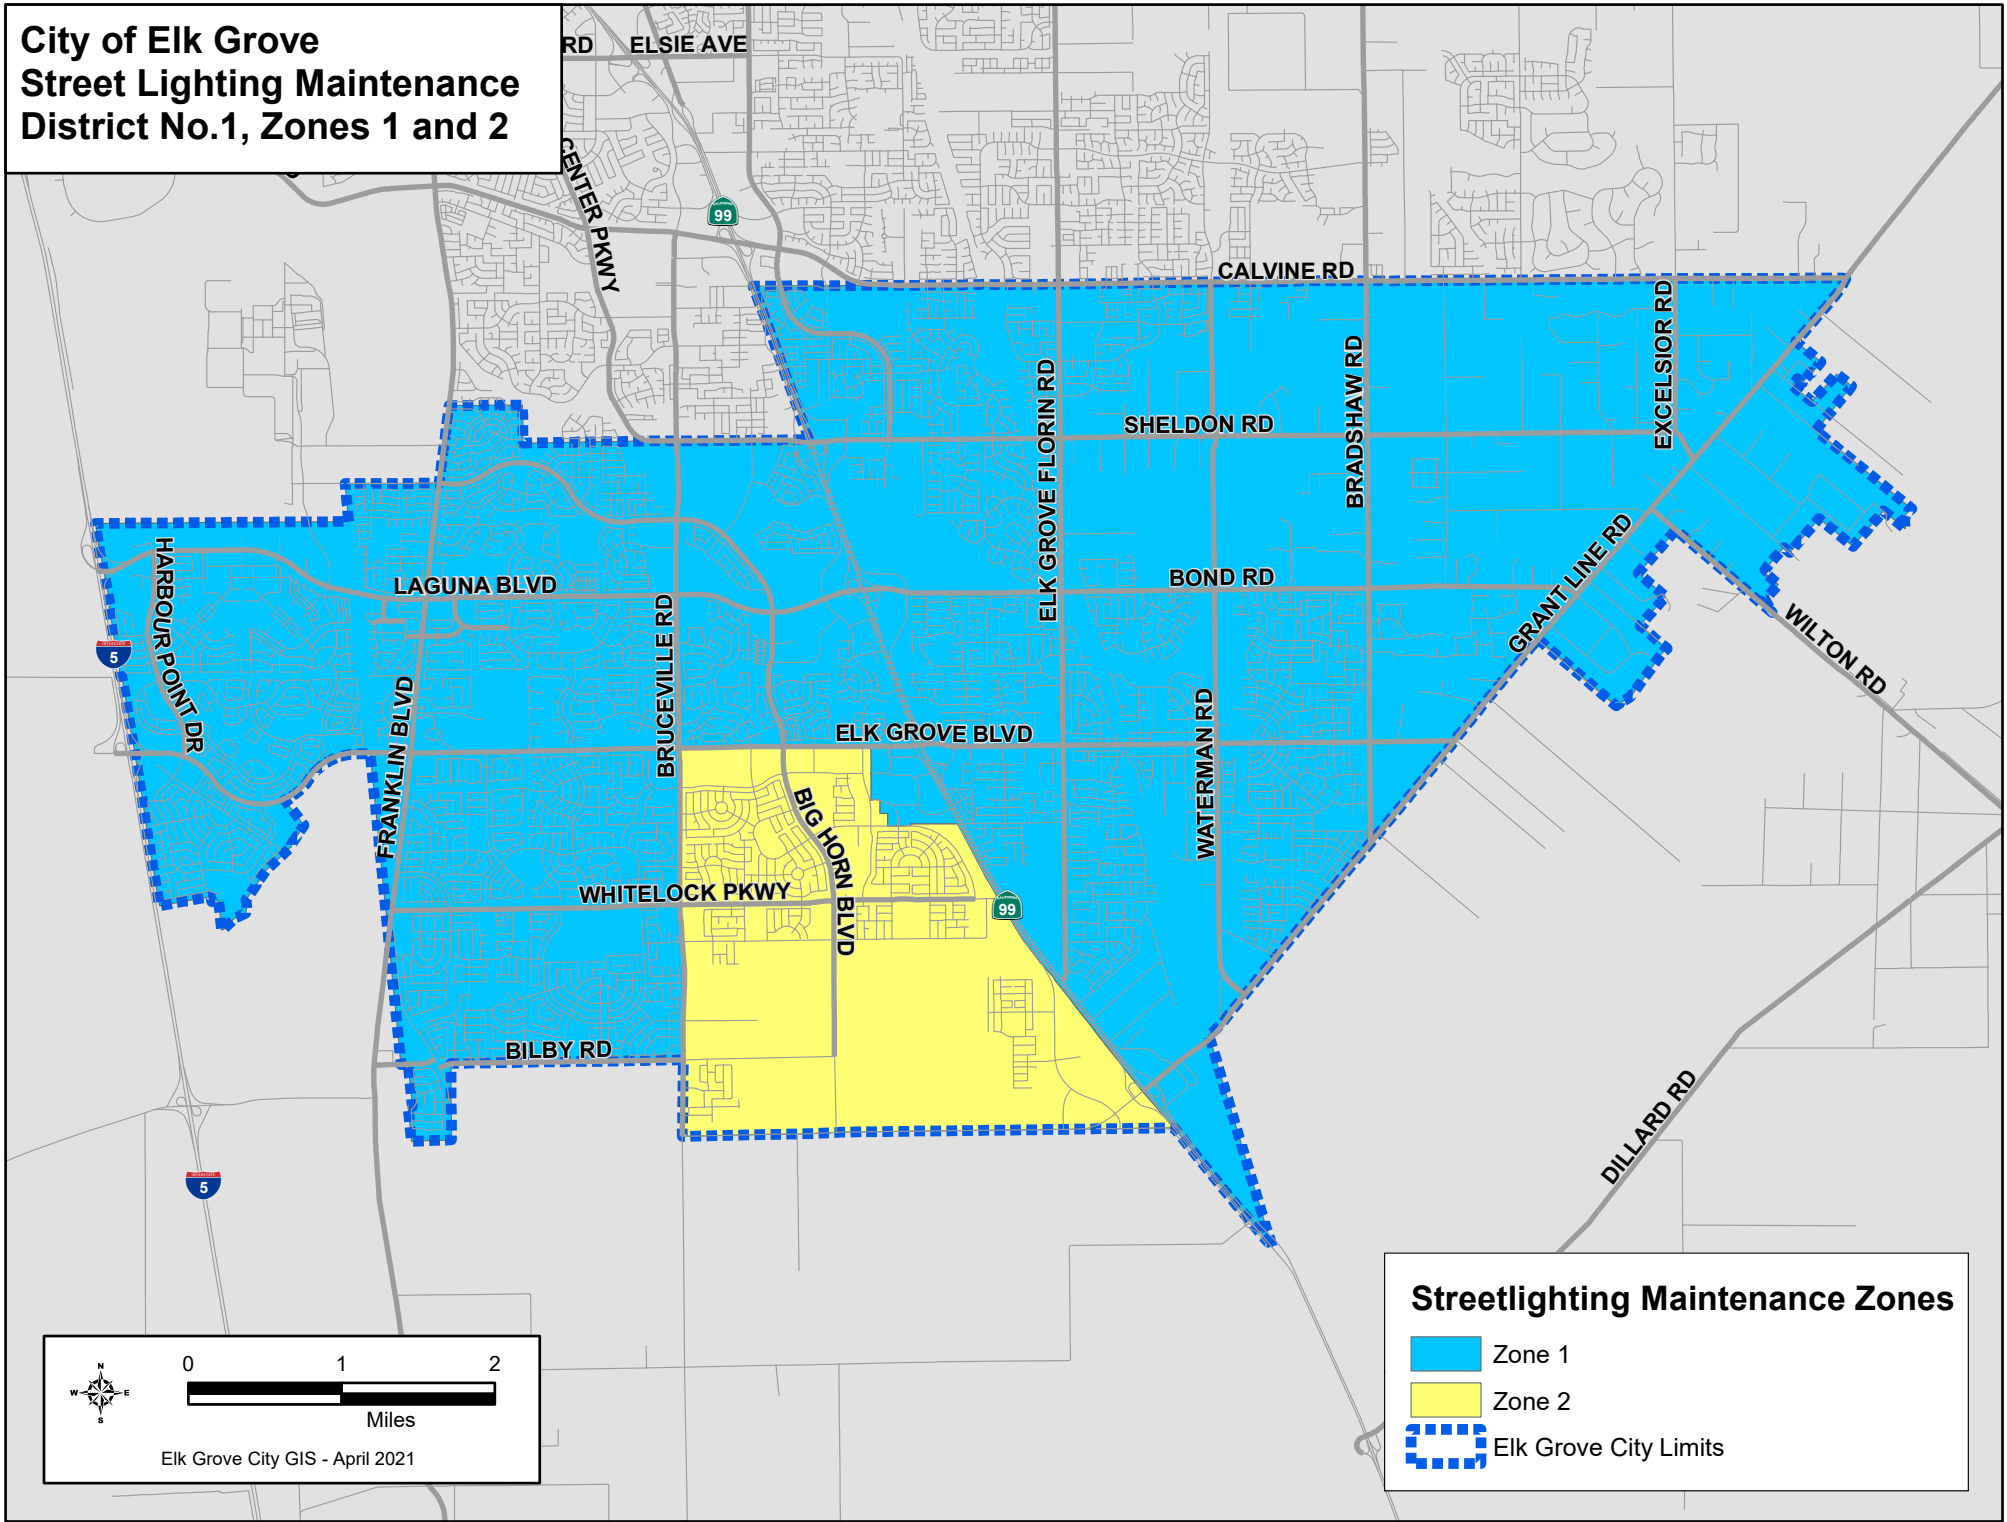 City of Elk Grove
Street Lighting Maintenance
District No.1, Zones 1 and 2
RD
ELSIE AVE
CENTER PKWY
CALIFORNIA
99
CALVINE RD
EXCELSIOR RD
ELK GROVE FLORIN RD
BRADSHAW RD
SHELDON RD
HARBOUR POINT DR
LAGUNA BLVD
BOND RD
GRANT LINE RD
WILTON RD
INTERSTATE
5
BRUCEVILLE RD
FRANKLIN BLVD
ELK GROVE BLVD
WATERMAN RD
BIG HORN BLVD
WHITELOCK PKWY
CALIFORNIA
99
BILBY RD
DILLARD RD
INTERSTATE
5
Streetlighting Maintenance Zones
Zone 1
Zone 2
Elk Grove City Limits
N
W E
S
0 1 2
Miles
Elk Grove City GIS - April 2021